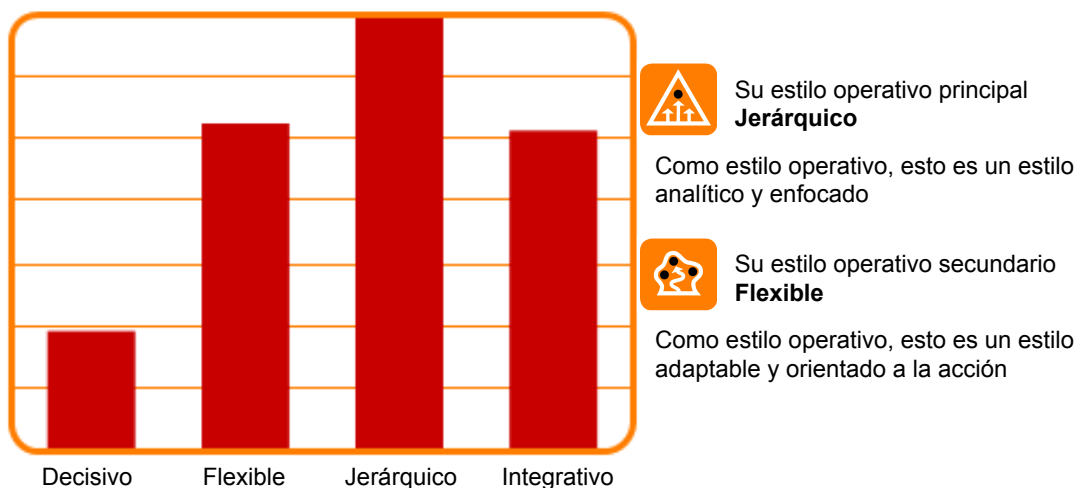 Su estilo operativo principal
Jerárquico
Como estilo operativo, esto es un estilo
analítico y enfocado
Su estilo operativo secundario
Flexible
Como estilo operativo, esto es un estilo
adaptable y orientado a la acción
Decisivo Flexible Jerárquico Integrativo